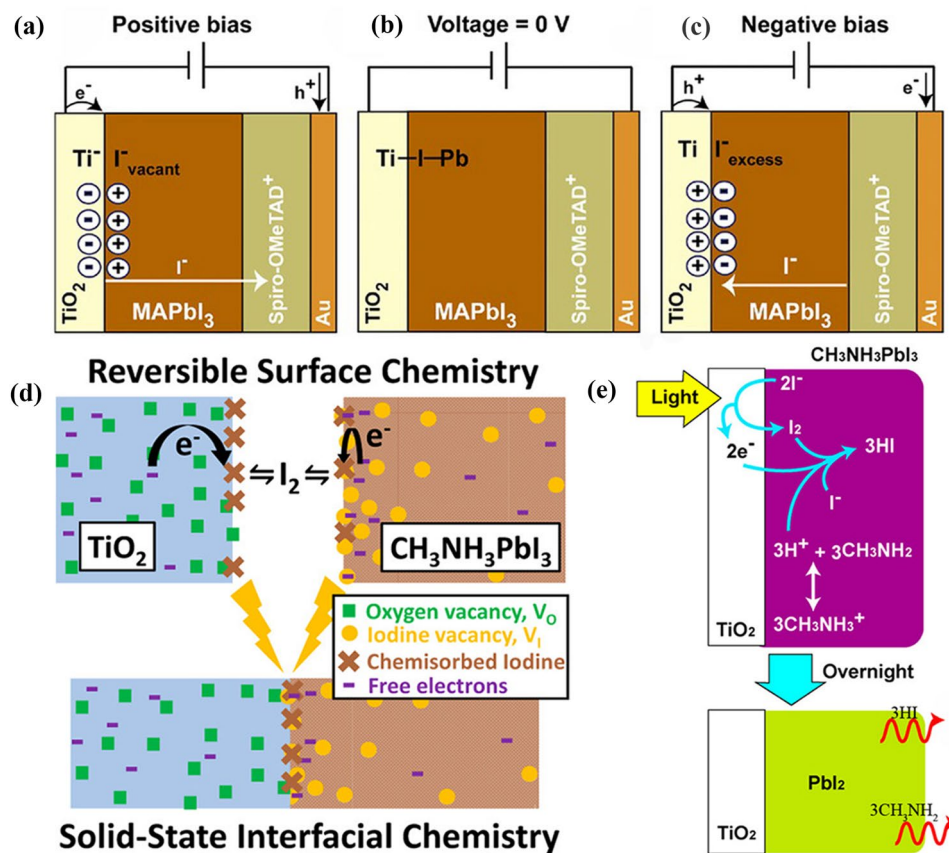 (a)
Positive bias
e⁻
h⁺
Ti⁻
I⁻vacant
I⁻
TiO₂
MAPbI₃
Spiro-OMeTAD⁺
Au
(b)
Voltage = 0 V
Ti—I—Pb
TiO₂
MAPbI₃
Spiro-OMeTAD⁺
Au
(c)
Negative bias
h⁺
e⁻
Ti
I⁻excess
I⁻
TiO₂
MAPbI₃
Spiro-OMeTAD⁺
Au
(d)
Reversible Surface Chemistry
e⁻
⇋ I₂ ⇋
e⁻
TiO₂
CH₃NH₃PbI₃
Oxygen vacancy, V_O
Iodine vacancy, V_I
Chemisorbed Iodine
Free electrons
Solid-State Interfacial Chemistry
(e)
CH₃NH₃PbI₃
Light
2I⁻
I₂
2e⁻
3HI
I⁻
3H⁺ + 3CH₃NH₂
3CH₃NH₃⁺
TiO₂
Overnight
3HI
PbI₂
3CH₃NH₂
TiO₂